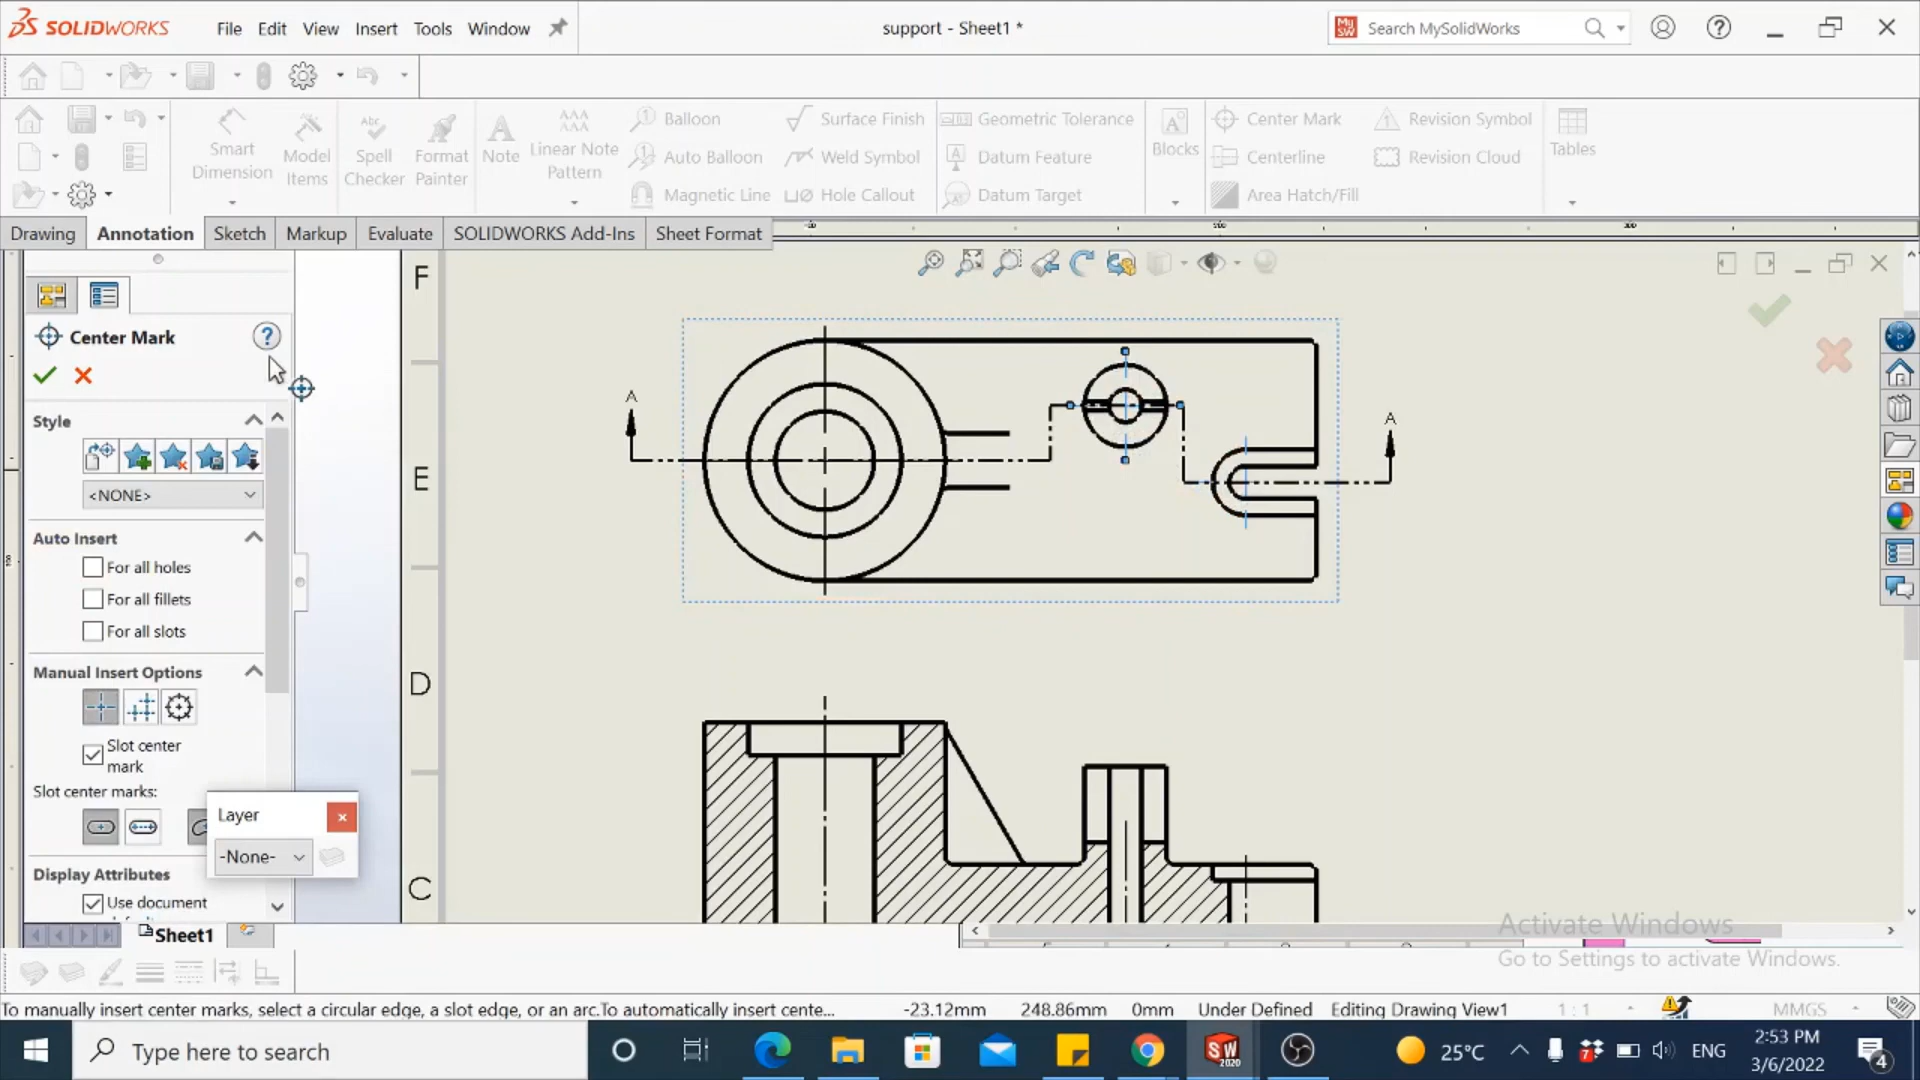 SOLIDWORKS
File Edit View Insert Tools Window
support - Sheet1 *
Search MySolidWorks
Smart Dimension
Model Items
Spell Checker
Format Painter
Note
Linear Note Pattern
Balloon
Auto Balloon
Magnetic Line
Surface Finish
Weld Symbol
Hole Callout
Geometric Tolerance
Datum Feature
Datum Target
Blocks
Center Mark
Centerline
Area Hatch/Fill
Revision Symbol
Revision Cloud
Tables
Drawing Annotation Sketch Markup Evaluate SOLIDWORKS Add-Ins Sheet Format
Center Mark
Style
<NONE>
Auto Insert
For all holes
For all fillets
For all slots
Manual Insert Options
Slot center
mark
Slot center marks:
Layer
-None-
Display Attributes
Use document
F
E
D
C
A
A
Sheet1
Activate Windows
Go to Settings to activate Windows.
To manually insert center marks, select a circular edge, a slot edge, or an arc.To automatically insert cente... -23.12mm 248.86mm 0mm Under Defined Editing Drawing View1 1 : 1 MMGS
Type here to search
SW
2020
7
25°C
ENG
2:53 PM
3/6/2022
4